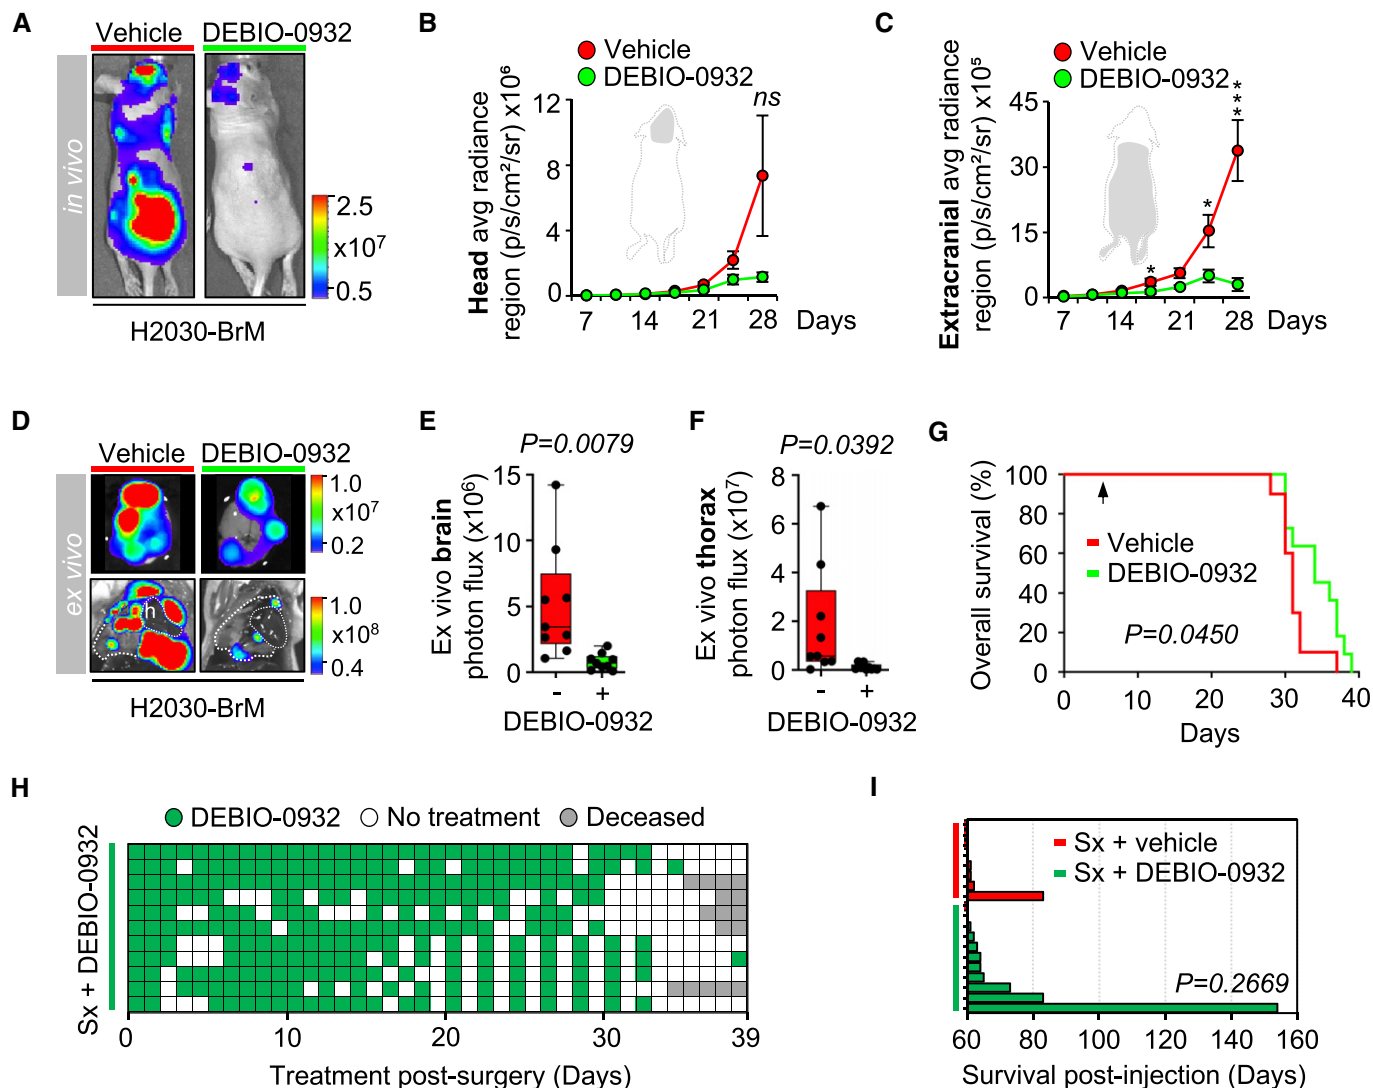 A
Vehicle DEBIO-0932
in vivo
2.5
x10⁷
0.5
H2030-BrM
B
Vehicle
DEBIO-0932
Head avg radiance
region (p/s/cm²/sr) x10⁶
12
8
4
0
ns
7 14 21 28 Days
C
Vehicle
DEBIO-0932
Extracranial avg radiance
region (p/s/cm²/sr) x10⁵
45
30
15
0
* * ***
7 14 21 28 Days
D
Vehicle DEBIO-0932
ex vivo
1.0
x10⁷
0.2
h
1.0
x10⁸
0.4
H2030-BrM
E
P=0.0079
Ex vivo brain
photon flux (x10⁶)
15
10
5
0
- +
DEBIO-0932
F
P=0.0392
Ex vivo thorax
photon flux (x10⁷)
8
6
4
2
0
- +
DEBIO-0932
G
Overall survival (%)
100
80
60
40
20
0
Vehicle
DEBIO-0932
P=0.0450
0 10 20 30 40
Days
H
DEBIO-0932 No treatment Deceased
Sx + DEBIO-0932
0 10 20 30 39
Treatment post-surgery (Days)
I
Sx + vehicle
Sx + DEBIO-0932
P=0.2669
60 80 100 120 140 160
Survival post-injection (Days)